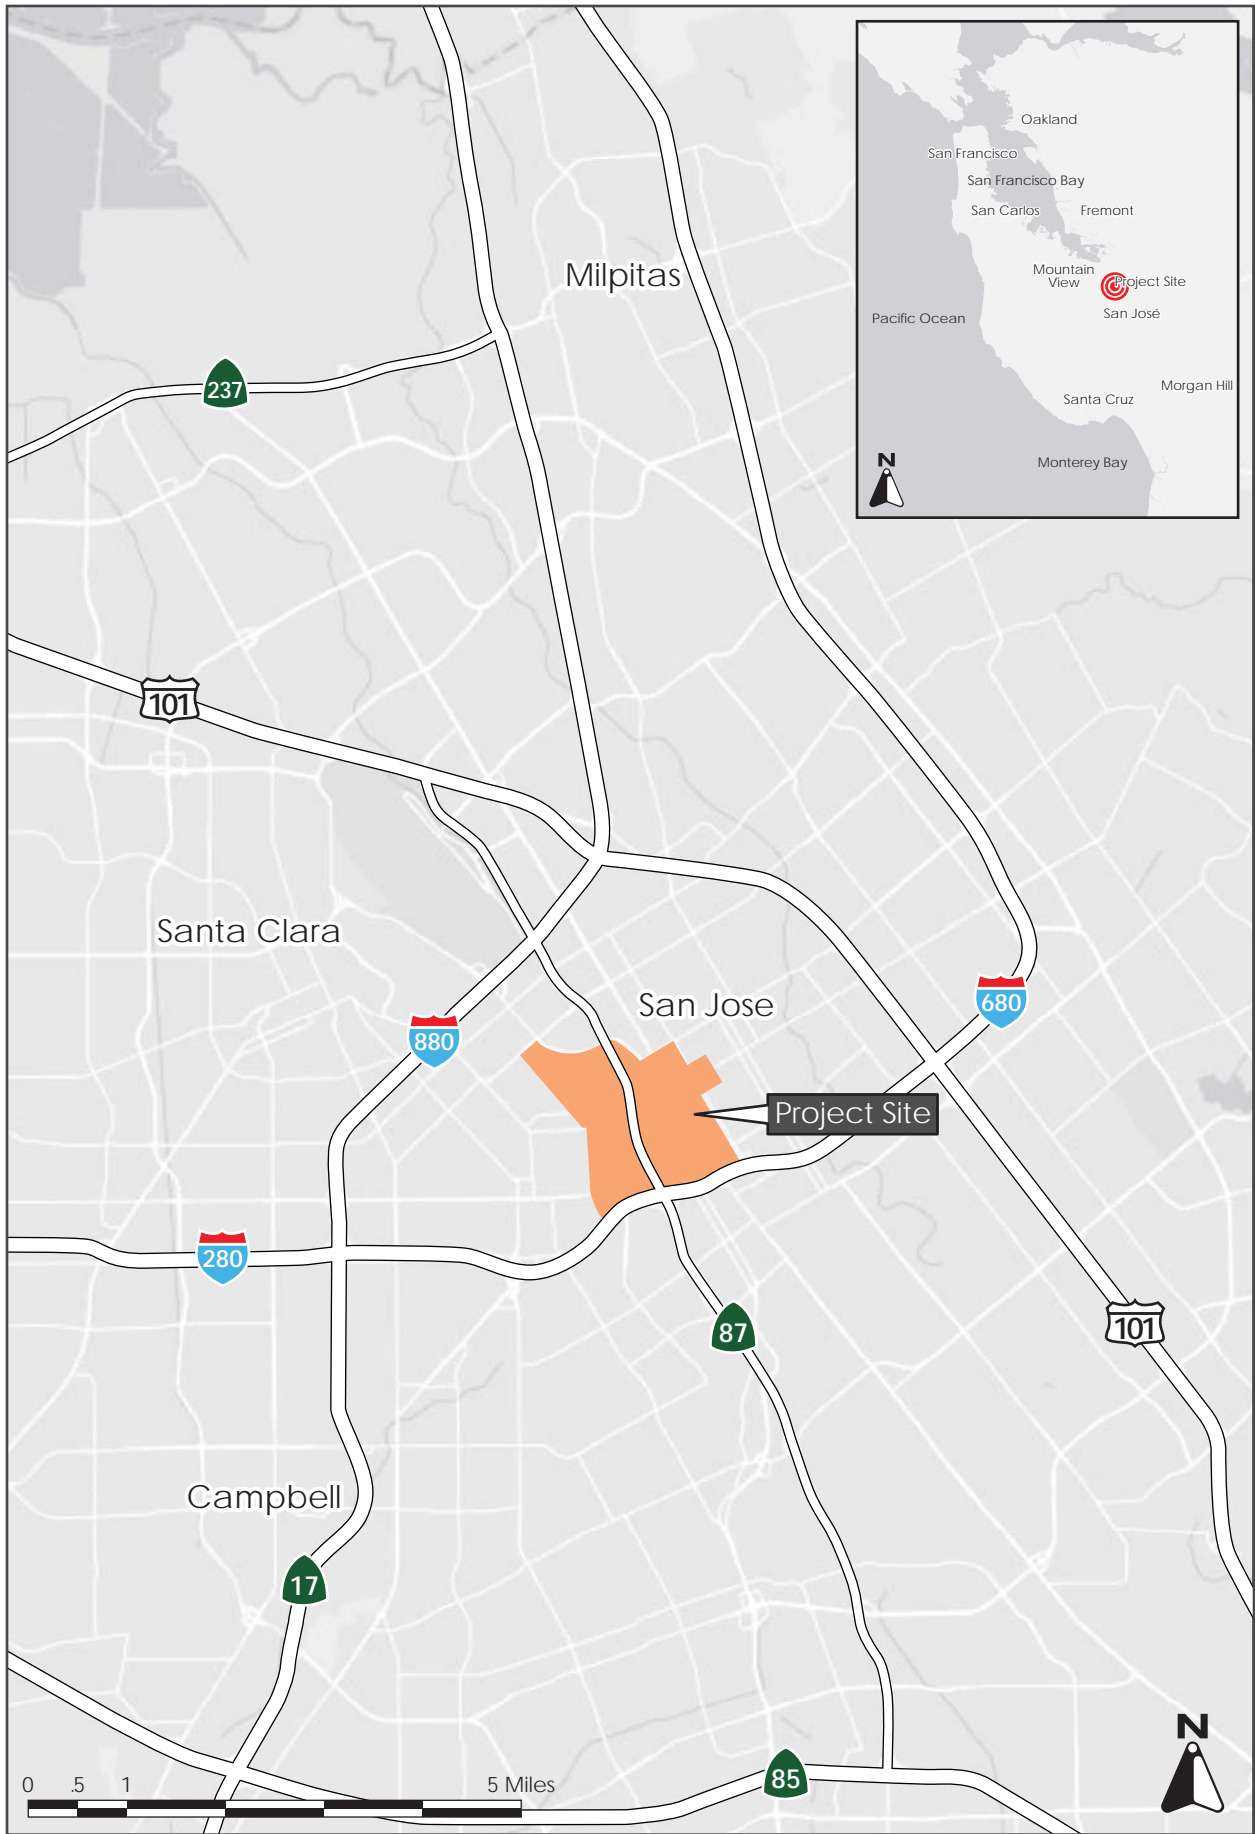 Oakland
San Francisco
San Francisco Bay
San Carlos
Fremont
Mountain
View
Project Site
San José
Pacific Ocean
Morgan Hill
Santa Cruz
Monterey Bay
N
Milpitas
237
101
Santa Clara
San Jose
680
880
Project Site
280
87
101
Campbell
17
N
85
0 .5 1 5 Miles